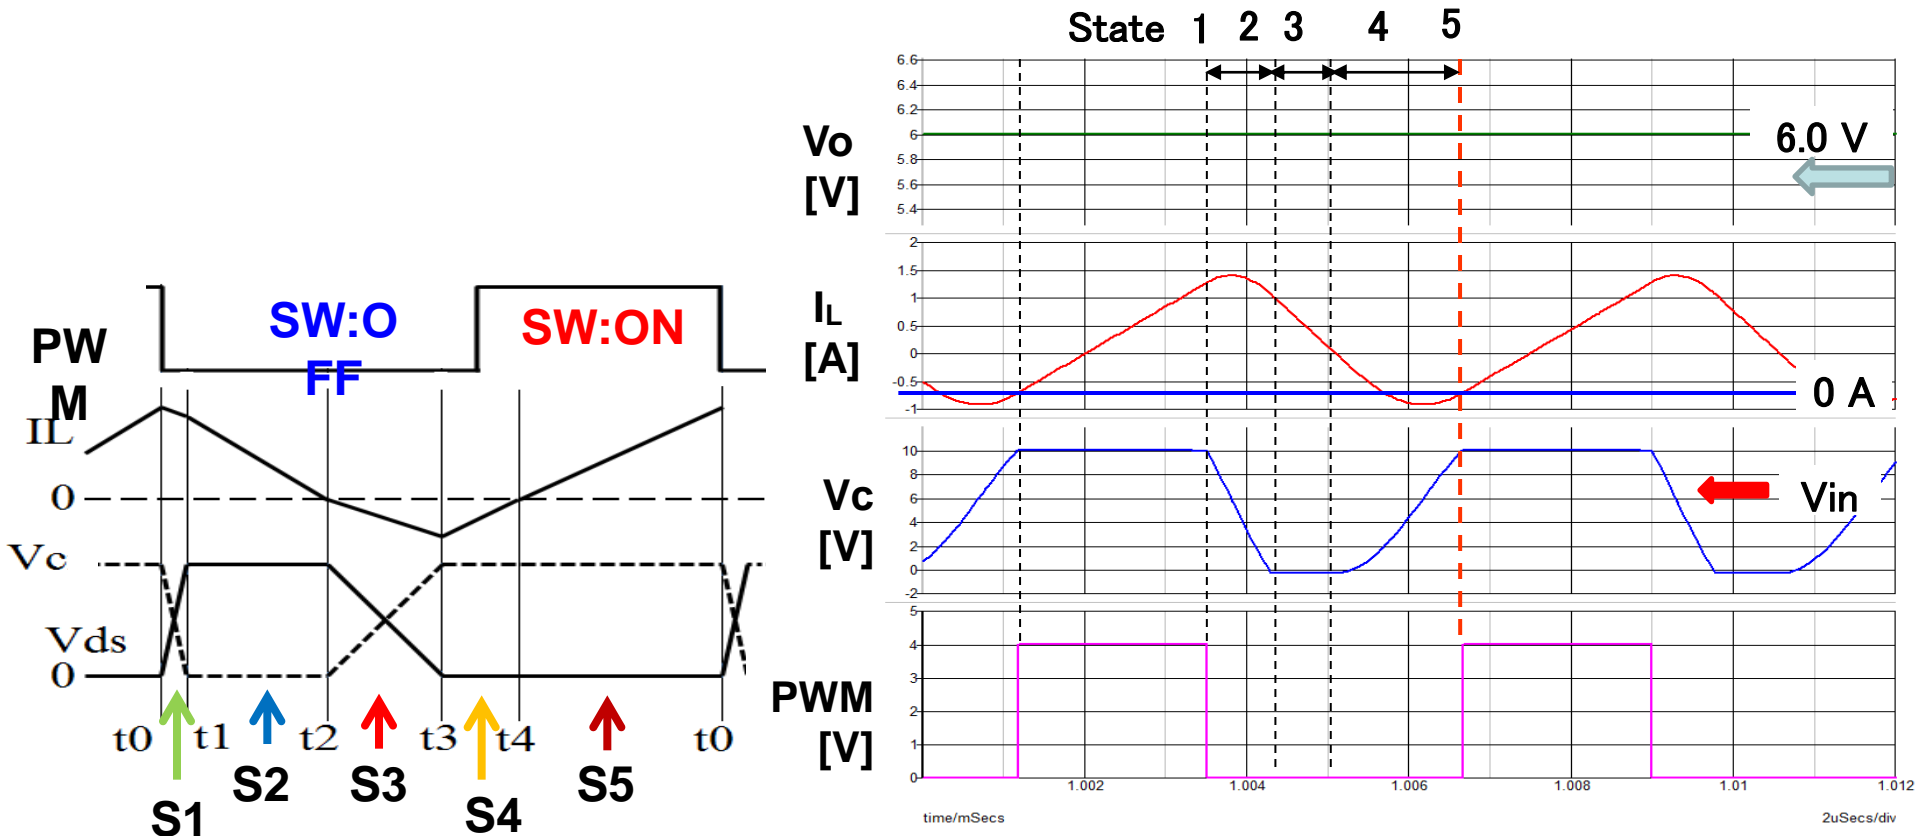 PW
M
SW:O
FF
SW:ON
IL
0
Vc
Vds
0
t0
t1
t2
t3
t4
t0
S1
S2
S3
S4
S5
State 1 2 3 4 5
Vo
[V]
6.6
6.4
6.2
6
5.8
5.6
5.4
6.0 V
IL
[A]
2
1.5
1
0.5
0
-0.5
-1
0 A
Vc
[V]
10
8
6
4
2
0
-2
Vin
PWM
[V]
5
4
3
2
1
0
1.002 1.004 1.006 1.008 1.01 1.012
time/mSecs 2uSecs/div